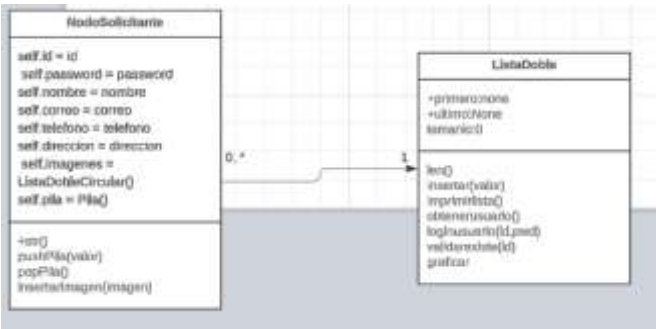 NodoSolicitante
self.id = id
self.password = password
self.nombre = nombre
self.correo = correo
self.telefono = telefono
self.direccion = direccion
self.imagenes =
ListaDobleCircular()
self.pila = Pila()
+str()
pushPila(valor)
popPila()
insertarImagen(imagen)
0,*
1
ListaDoble
+primero:none
+ultimo:None
tamanio:0
len()
insertar(valor)
imprimirlista()
obtenerusuario()
loginusuario(id,pwd)
validarexiste(id)
graficar